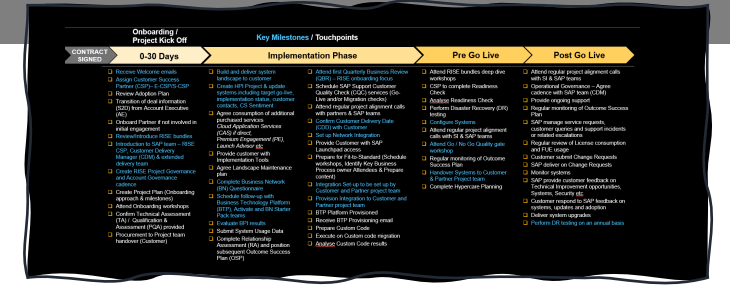 Onboarding /
Project Kick Off
Key Milestones / Touchpoints
CONTRACT
SIGNED
0-30 Days
Implementation Phase
Pre Go Live
Post Go Live
Receive Welcome emails
Assign Customer Success
Partner (CSP)– E-CSP/S-CSP
Review Adoption Plan
Transition of deal information
(S2D) from Account Executive
(AE)
Onboard Partner if not involved in
initial engagement
Review/Introduce RISE bundles
Introduction to SAP team – RISE
CSP, Customer Delivery
Manager (CDM) & extended
delivery team
Create RISE Project Governance
and Account Governance
cadence
Create Project Plan (Onboarding
approach & milestones)
Attend Onboarding workshops
Confirm Technical Assessment
(TA) / Qualification &
Assessment (PQA) provided
Procurement to Project team
handover (Customer)
Build and deliver system
landscape to customer
Create HPI Project & update
systems including target go-live,
implementation status, customer
contacts, CS Sentiment
Agree consumption of additional
purchased services
Cloud Application Services
(CAS) if direct,
Premium Engagement (PE),
Launch Advisor etc
Provide customer with
Implementation Tools
Agree Landscape Maintenance
plan
Complete Business Network
(BN) Questionnaire
Schedule follow-up with
Business Technology Platform
(BTP), Activate and BN Starter
Pack teams
Evaluate BPI results
Submit System Usage Data
Complete Relationship
Assessment (RA) and position
subsequent Outcome Success
Plan (OSP)
Attend first Quarterly Business Review
(QBR) – RISE onboarding focus
Schedule SAP Support Customer
Quality Check (CQC) services (Go-
Live and/or Migration checks)
Attend regular project alignment calls
with partners & SAP teams
Confirm Customer Delivery Date
(CDD) with Customer
Set up Network Integration
Provide Customer with SAP
Launchpad access
Prepare for Fit-to-Standard (Schedule
workshops, Identify Key Business
Process owner Attendees & Prepare
content)
Integration Set-up to be set up by
Customer and Project team
Provision Integration to Customer and
Partner project team
BTP Platform Provisioned
Receive BTP Provisioning email
Prepare Custom Code
Execute on Custom code migration
Analyse Custom Code results
Attend RISE bundles deep dive
workshops
CSP to complete Readiness
Check
Analyse Readiness Check
Perform Disaster Recovery (DR)
testing
Configure Systems
Attend regular project alignment
calls with SI & SAP teams
Attend Go / No Go Quality gate
workshop
Regular monitoring of Outcome
Success Plan
Handover Systems to Customer
& Partner Project team
Complete Hypercare Planning
Attend regular project alignment calls
with SI & SAP teams
Operational Governance – Agree
cadence with SAP team (CDM)
Provide ongoing support
Regular monitoring of Outcome Success
Plan
SAP manage service requests,
customer queries and support incidents
or related escalations
Regular review of License consumption
and FUE usage
Customer submit Change Requests
SAP deliver on Change Requests
Monitor systems
SAP provide customer feedback on
Technical Improvement opportunities,
Systems, Security etc
Customer respond to SAP feedback on
systems, updates and adoption
Deliver system upgrades
Perform DR testing on an annual basis